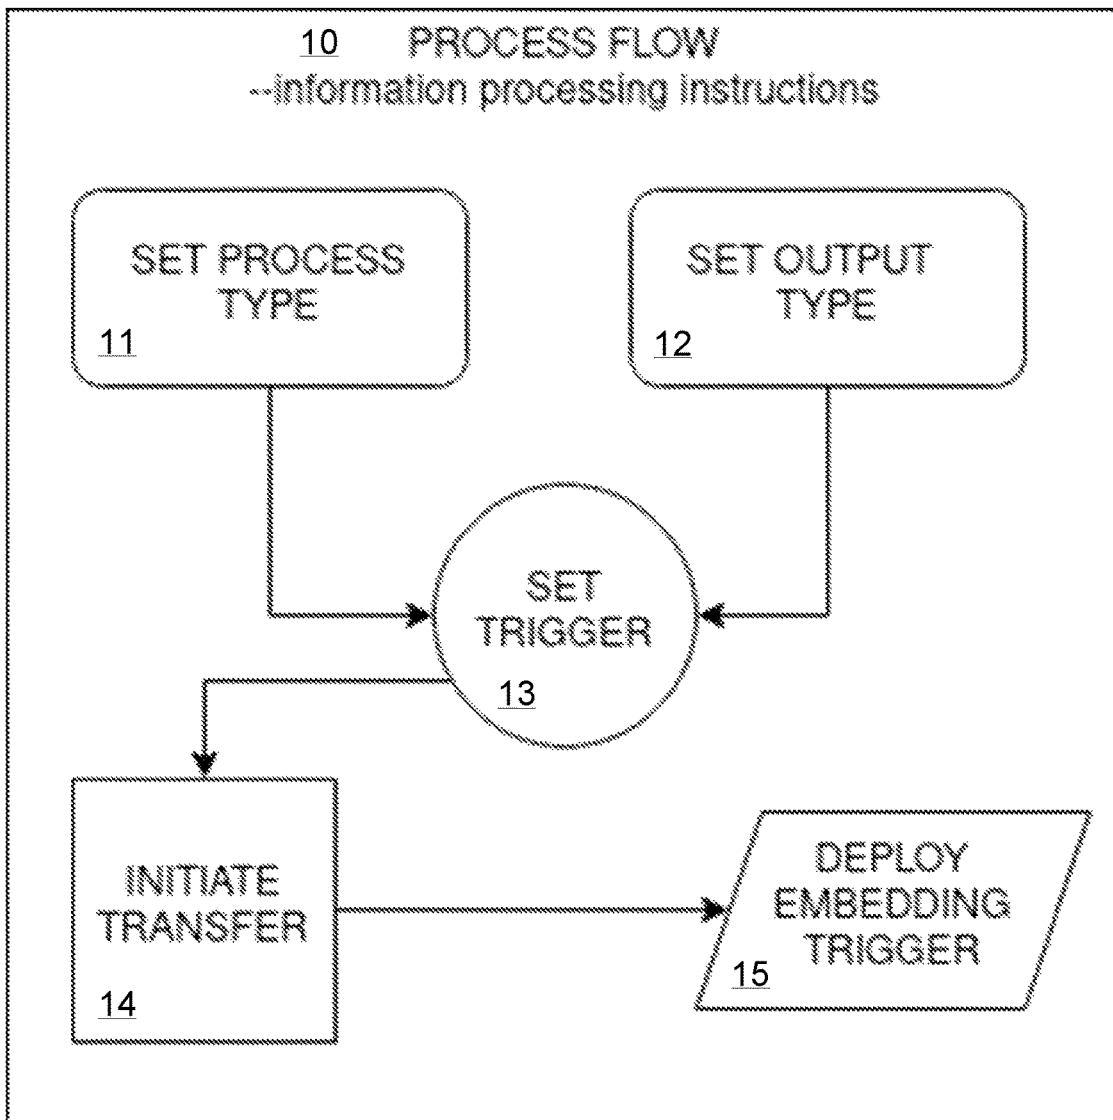 10 PROCESS FLOW
--information processing instructions
SET PROCESS
TYPE
11
SET OUTPUT
TYPE
12
SET
TRIGGER
13
INITIATE
TRANSFER
14
DEPLOY
EMBEDDING
TRIGGER
15